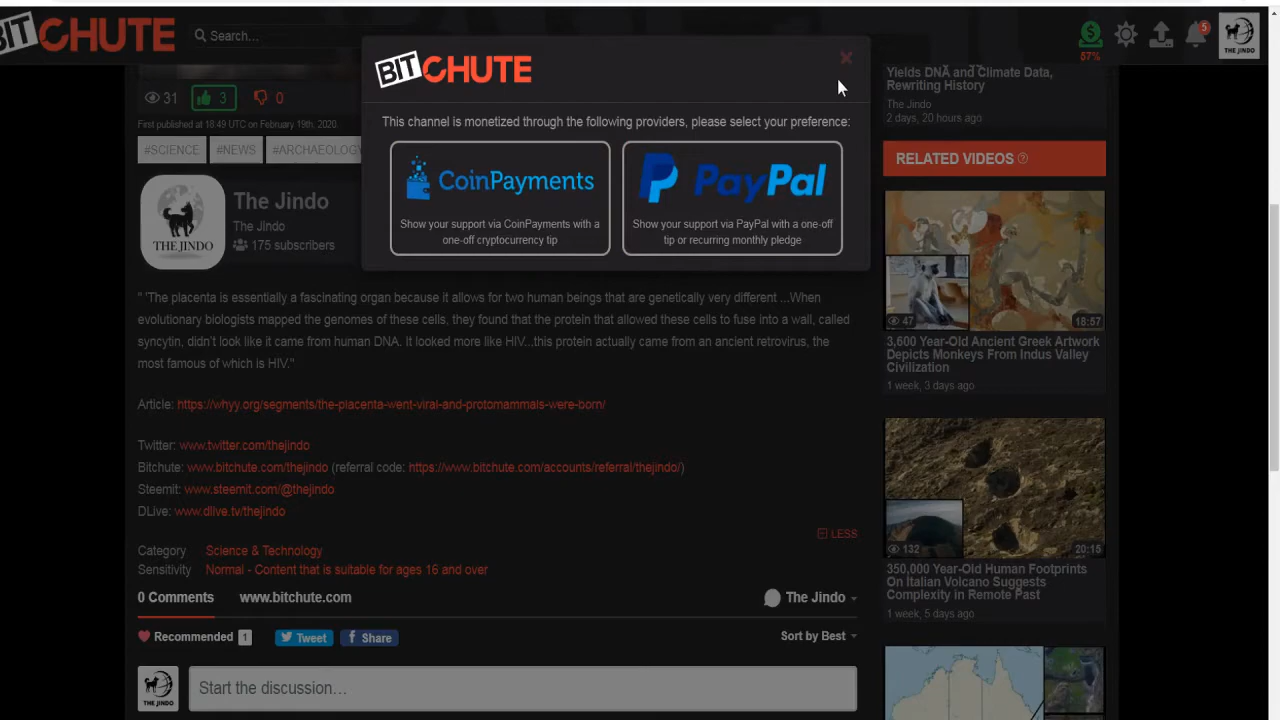 BITCHUTE
Search...
57%
5
THE JINDO
BITCHUTE
This channel is monetized through the following providers, please select your preference:
CoinPayments
Show your support via CoinPayments with a
one-off cryptocurrency tip
PayPal
Show your support via PayPal with a one-off
tip or recurring monthly pledge
31
3
0
First published at 18:49 UTC on February 19th, 2020.
#SCIENCE
#NEWS
#ARCHAEOLOGY
THE JINDO
The Jindo
The Jindo
175 subscribers
" 'The placenta is essentially a fascinating organ because it allows for two human beings that are genetically very different ...When
evolutionary biologists mapped the genomes of these cells, they found that the protein that allowed these cells to fuse into a wall, called
syncytin, didn't look like it came from human DNA. It looked more like HIV...this protein actually came from an ancient retrovirus, the
most famous of which is HIV.''
Article: https://whyy.org/segments/the-placenta-went-viral-and-protomammals-were-born/
Twitter: www.twitter.com/thejindo
Bitchute: www.bitchute.com/thejindo (referral code: https://www.bitchute.com/accounts/referral/thejindo/)
Steemit: www.steemit.com/@thejindo
DLive: www.dlive.tv/thejindo
LESS
Category Science & Technology
Sensitivity Normal - Content that is suitable for ages 16 and over
0 Comments www.bitchute.com
The Jindo
Recommended 1
Tweet
Share
Sort by Best
THE JINDO
Start the discussion…
Yields DNA and Climate Data,
Rewriting History
The Jindo
2 days, 20 hours ago
RELATED VIDEOS
47
18:57
3,600 Year-Old Ancient Greek Artwork
Depicts Monkeys From Indus Valley
Civilization
1 week, 3 days ago
132
20:15
350,000 Year-Old Human Footprints
On Italian Volcano Suggests
Complexity in Remote Past
1 week, 5 days ago